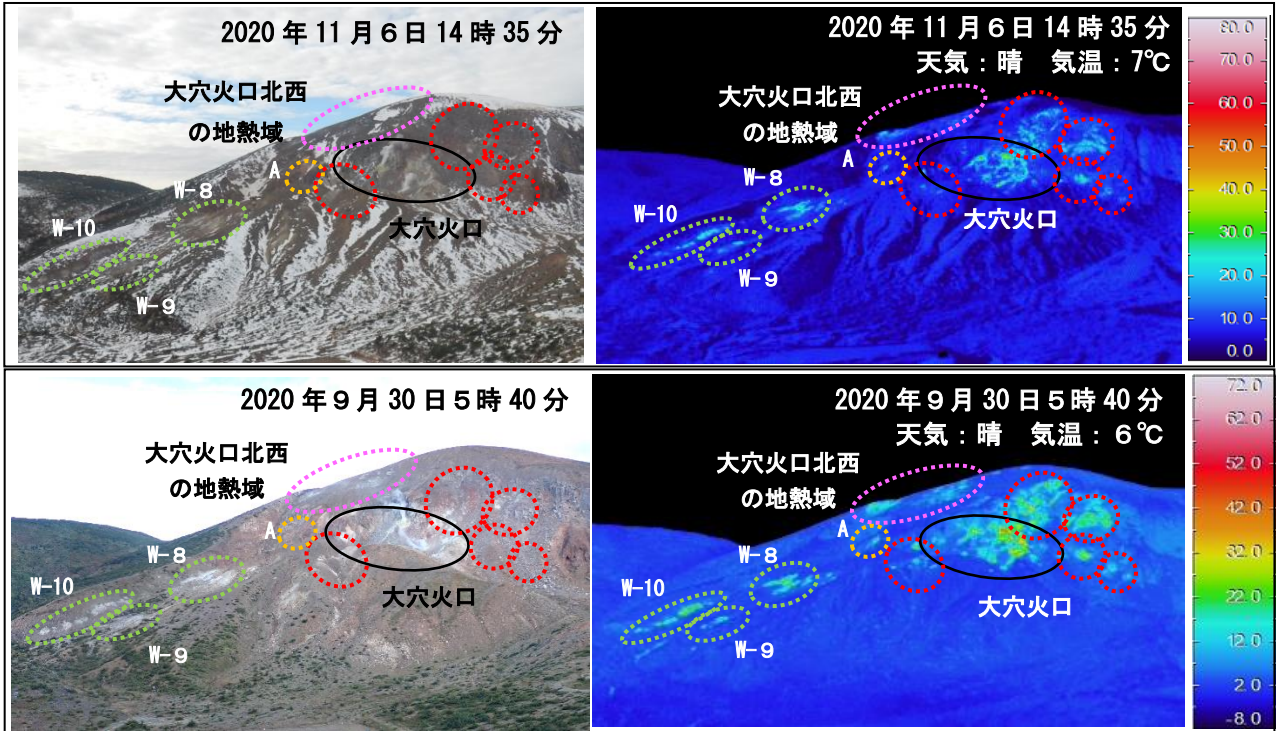 2020年11月6日14時35分
大穴火口北西
の地熱域
A
W-8
W-10
大穴火口
W-9
2020年11月6日14時35分
天気：晴　気温：7℃
大穴火口北西
の地熱域
A
W-8
W-10
大穴火口
W-9
80.0
70.0
60.0
50.0
40.0
30.0
20.0
10.0
0.0
2020年９月30日５時40分
大穴火口北西
の地熱域
A
W-8
W-10
大穴火口
W-9
2020年９月30日５時40分
天気：晴　気温：６℃
大穴火口北西
の地熱域
A
W-8
W-10
大穴火口
W-9
72.0
62.0
52.0
42.0
32.0
22.0
12.0
2.0
-8.0